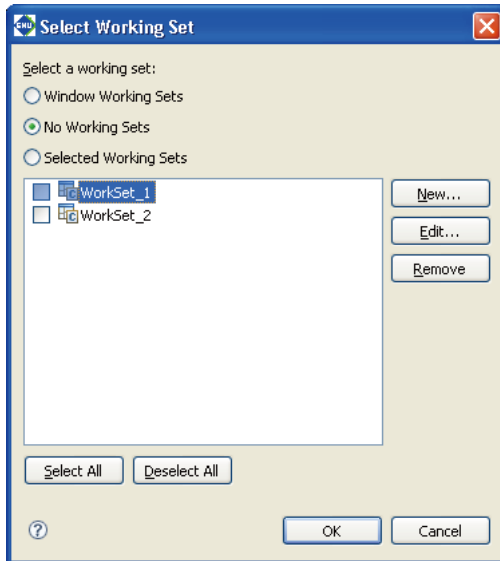 GNU Select Working Set
Select a working set:
Window Working Sets
No Working Sets
Selected Working Sets
WorkSet_1
WorkSet_2
New...
Edit...
Remove
Select All
Deselect All
?
OK
Cancel